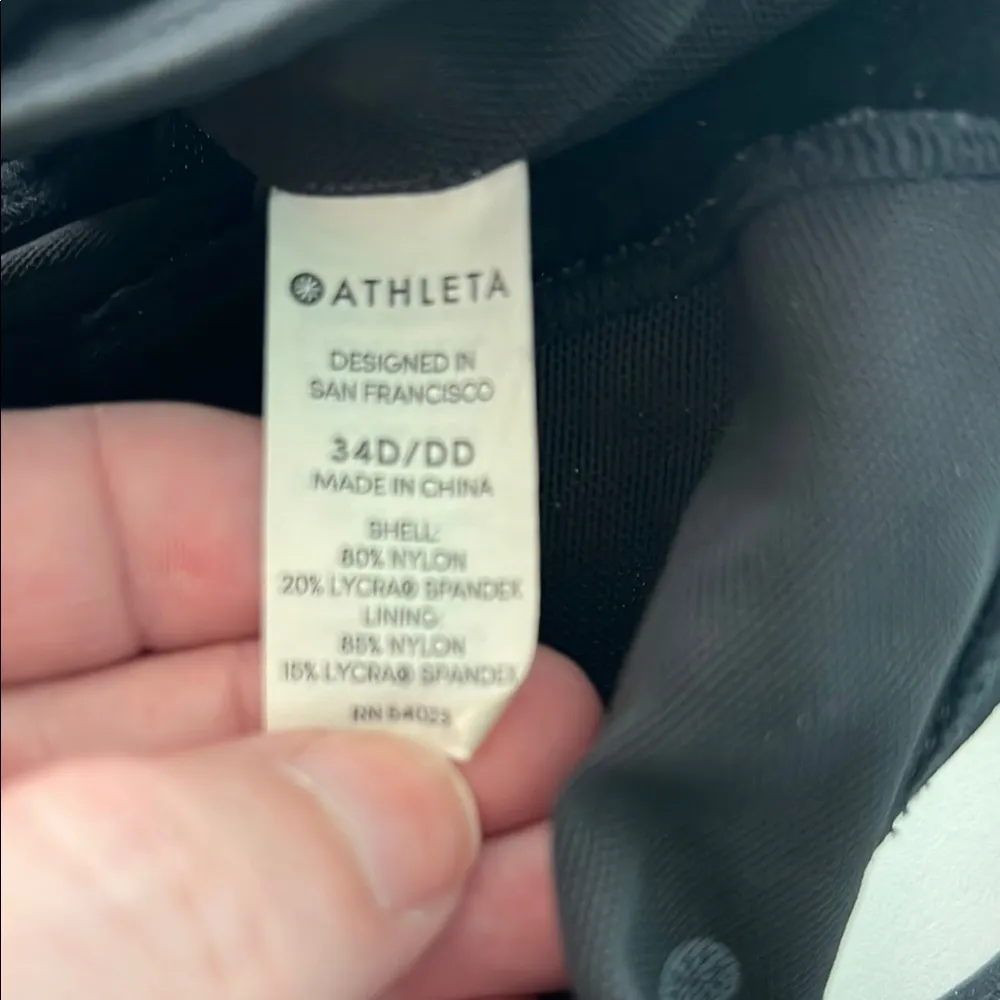 ATHLETA
DESIGNED IN
SAN FRANCISCO
34D/DD
MADE IN CHINA
SHELL:
80% NYLON
20% LYCRA® SPANDEX
LINING:
85% NYLON
15% LYCRA® SPANDEX
RN 54023